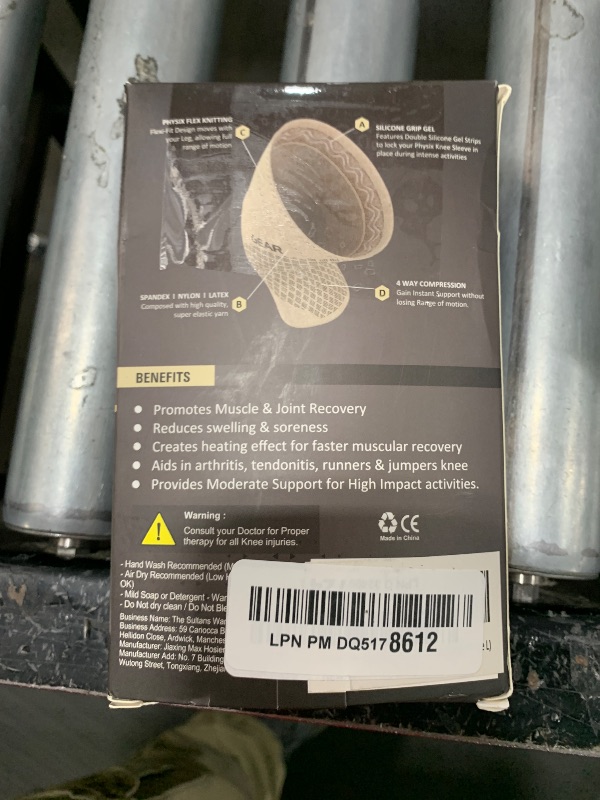 PHYSIX FLEX KNITTING
Flexi-Fit Design moves with
your Leg, allowing full
range of motion
C
A
SILICONE GRIP GEL
Features Double Silicone Gel Strips
to lock your Physix Knee Sleeve in
place during intense activities
GEAR
SPANDEX I NYLON I LATEX
Composed with high quality,
super elastic yarn
B
D
4 WAY COMPRESSION
Gain Instant Support without
losing Range of motion.
BENEFITS
• Promotes Muscle & Joint Recovery
• Reduces swelling & soreness
• Creates heating effect for faster muscular recovery
• Aids in arthritis, tendonitis, runners & jumpers knee
• Provides Moderate Support for High Impact activities.
Warning :
Consult your Doctor for Proper
therapy for all Knee injuries.
CE
Made in China
- Hand Wash Recommended
- Air Dry Recommended (Low
OK)
- Mild Soap or Detergent -
- Do not dry clean / Do Not
Business Name: The Sultans
Business Address: 59 Cariocca
Hellidon Close, Ardwick,
Manufacturer: Jiaxing Max
Manufacturer Add: No. 7 Building
Wutong Street, Tongxiang,
LPN PM DQ5178612